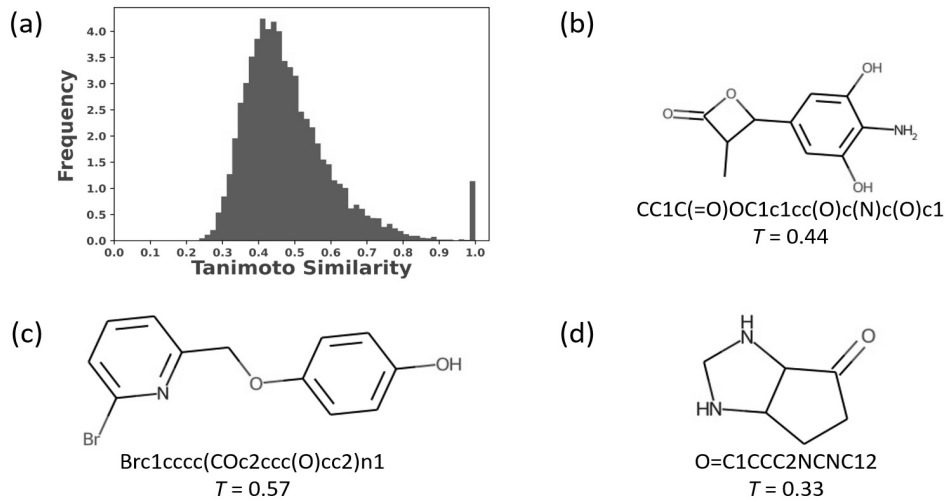 (a)
Frequency
4.0
3.5
3.0
2.5
2.0
1.5
1.0
0.5
0.0
0.0 0.1 0.2 0.3 0.4 0.5 0.6 0.7 0.8 0.9 1.0
Tanimoto Similarity
(b)
OH
O
O
NH2
OH
CC1C(=O)OC1c1cc(O)c(N)c(O)c1
T = 0.44
(c)
OH
O
N
Br
Brc1cccc(COc2ccc(O)cc2)n1
T = 0.57
(d)
H
N
O
HN
O=C1CCC2NCNC12
T = 0.33